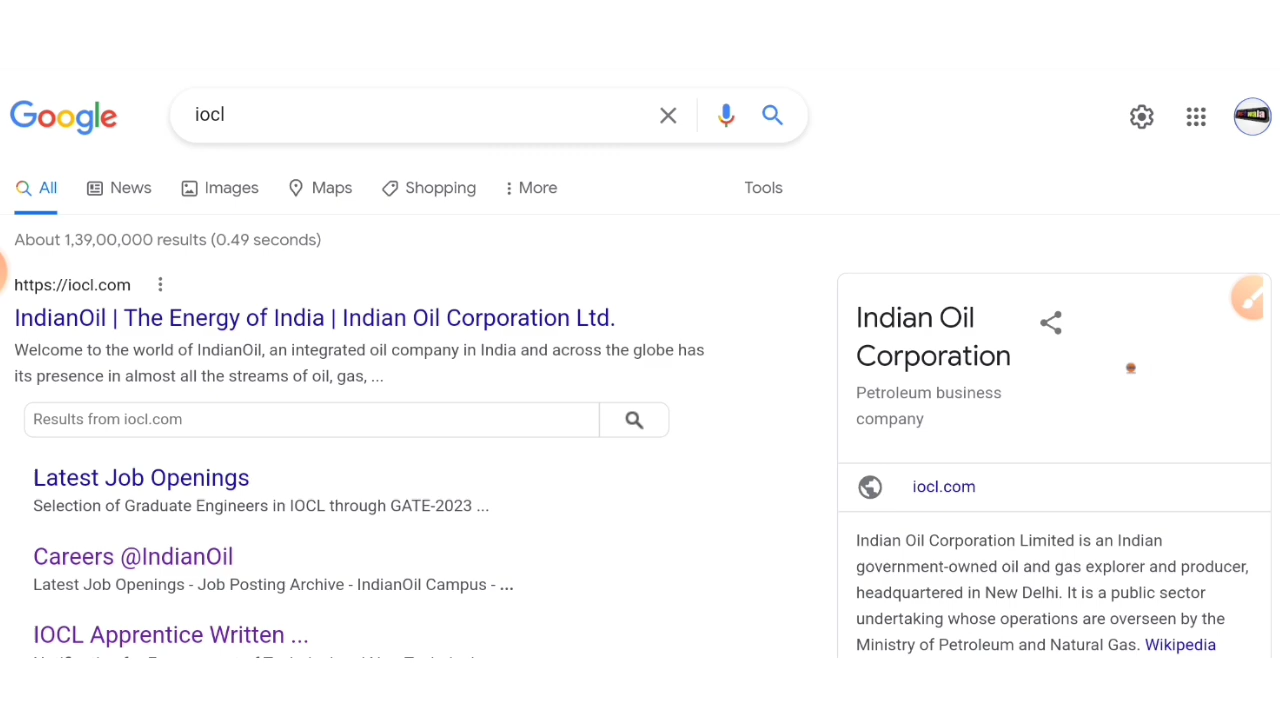 Google
iocl
All
News
Images
Maps
Shopping
More
Tools
About 1,39,00,000 results (0.49 seconds)
https://iocl.com
IndianOil | The Energy of India | Indian Oil Corporation Ltd.
Welcome to the world of IndianOil, an integrated oil company in India and across the globe has
its presence in almost all the streams of oil, gas, ...
Results from iocl.com
Latest Job Openings
Selection of Graduate Engineers in IOCL through GATE-2023 ...
Careers @IndianOil
Latest Job Openings - Job Posting Archive - IndianOil Campus - ...
IOCL Apprentice Written ...
Indian Oil
Corporation
Petroleum business
company
iocl.com
Indian Oil Corporation Limited is an Indian
government-owned oil and gas explorer and producer,
headquartered in New Delhi. It is a public sector
undertaking whose operations are overseen by the
Ministry of Petroleum and Natural Gas. Wikipedia